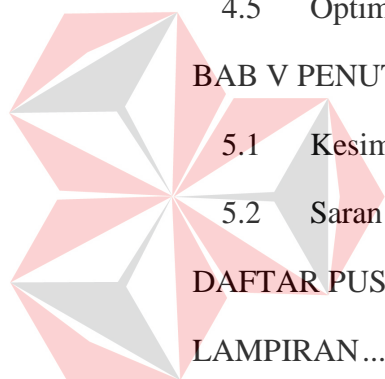 4.5 Optim
BAB V PENUT
5.1 Kesim
5.2 Saran
DAFTAR PUS
LAMPIRAN...